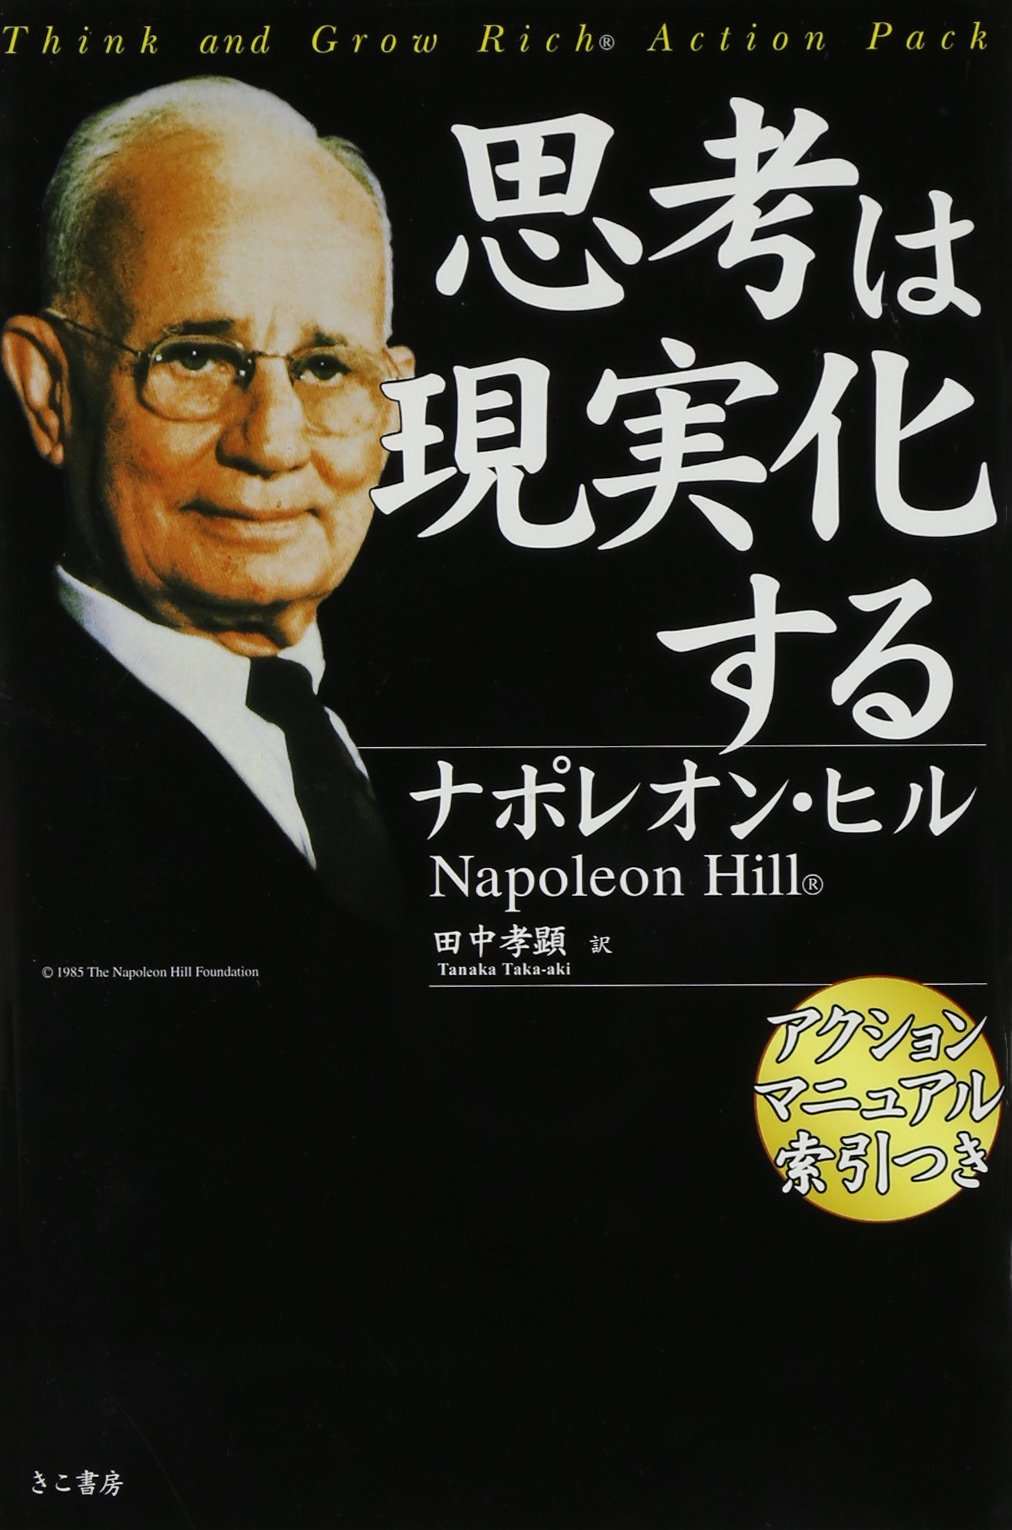 Think and Grow Rich® Action Pack
思考は
現実化
する
ナポレオン・ヒル
Napoleon Hill®
田中孝顕 訳
Tanaka Taka-aki
© 1985 The Napoleon Hill Foundation
アクション
マニュアル
索引つき
きこ書房